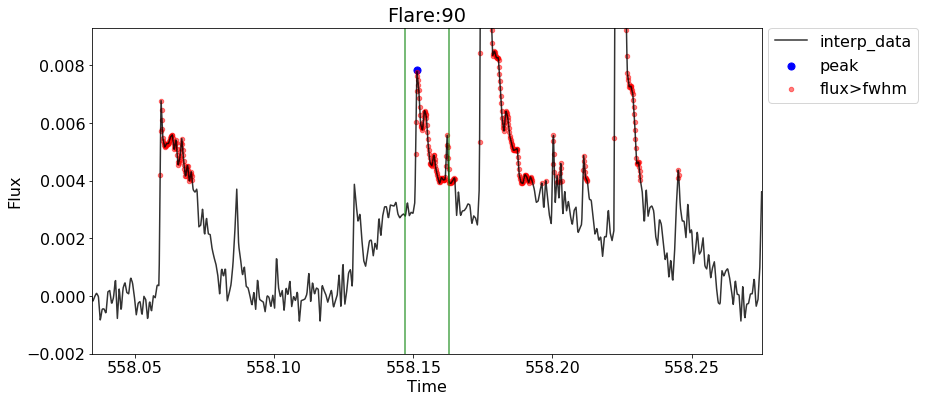 Flare:90
interp_data
peak
flux>fwhm
0.008
0.006
0.004
0.002
0.000
−0.002
Flux
558.05
558.10
558.15
558.20
558.25
Time